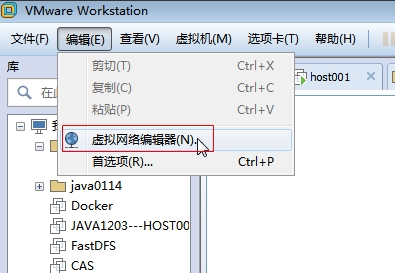 VMware Workstation
文件(F) 编辑(E) 查看(V) 虚拟机(M) 选项卡(T) 帮助(H)
库
剪切(T) Ctrl+X
host001
复制(C) Ctrl+C
在此
粘贴(P) Ctrl+V
虚拟网络编辑器(N)...
首选项(R)... Ctrl+P
java0114
Docker
JAVA1203---HOST00
FastDFS
CAS